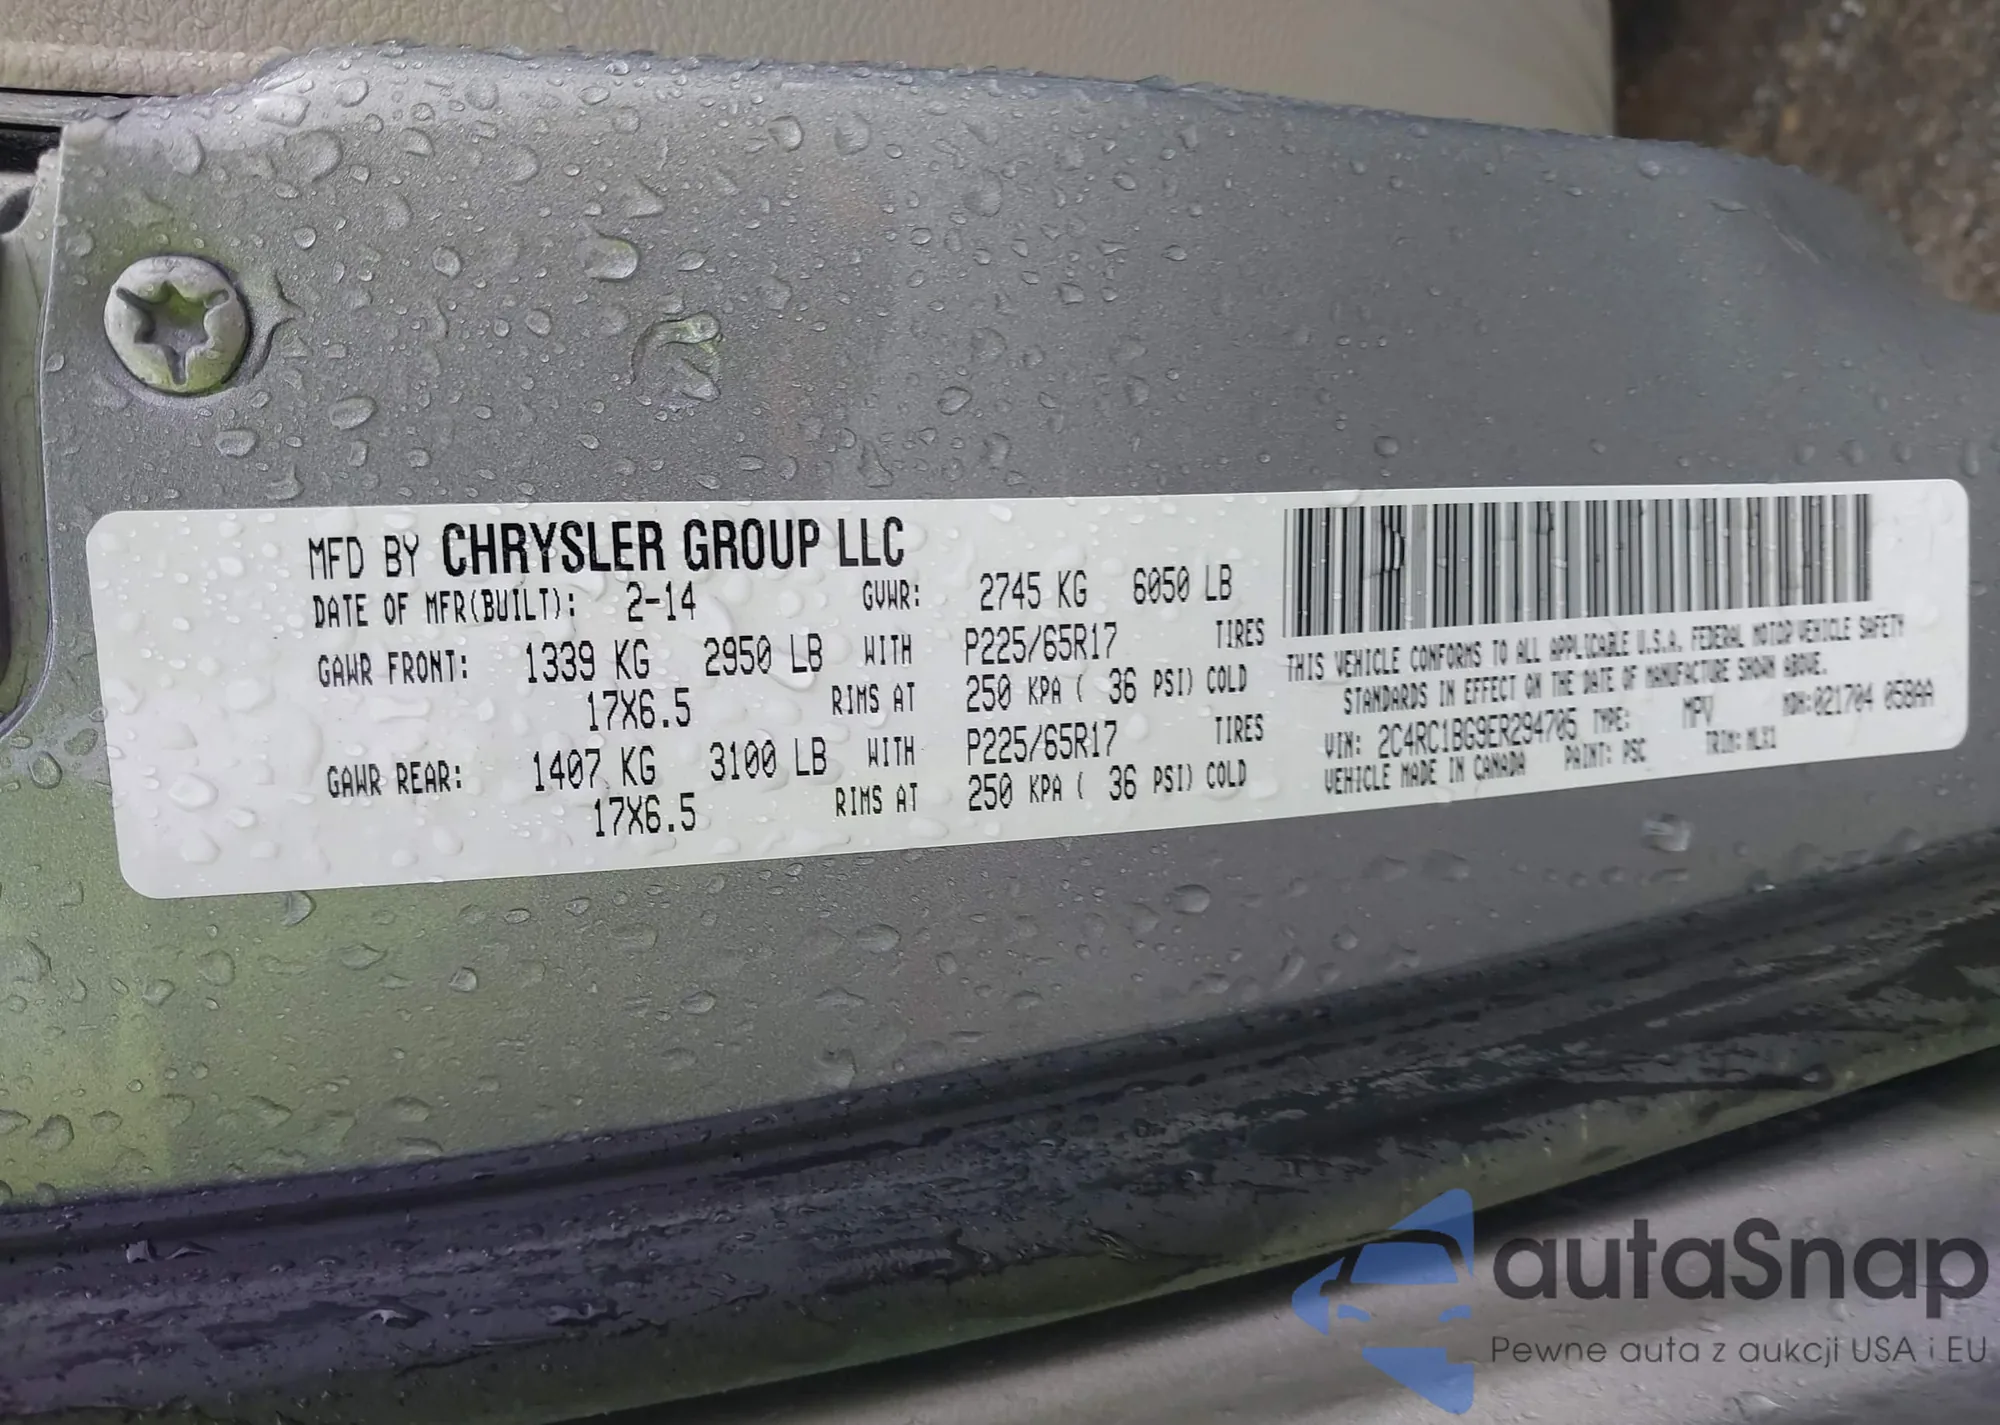 MFD BY CHRYSLER GROUP LLC
DATE OF MFR(BUILT): 2-14 GVWR: 2745 KG 6050 LB
GAWR FRONT: 1339 KG 2950 LB WITH P225/65R17 TIRES
17X6.5 RIMS AT 250 KPA ( 36 PSI) COLD
GAWR REAR: 1407 KG 3100 LB WITH P225/65R17 TIRES
17X6.5 RIMS AT 250 KPA ( 36 PSI) COLD
THIS VEHICLE CONFORMS TO ALL APPLICABLE U.S.A. FEDERAL MOTOR VEHICLE SAFETY
STANDARDS IN EFFECT ON THE DATE OF MANUFACTURE SHOWN ABOVE.
VIN: 2C4RC1BG9ER294705 TYPE: MPV MDH:021704 058AA
VEHICLE MADE IN CANADA PAINT: PSC TRIM:
autaSnap
Pewne auta z aukcji USA i EU